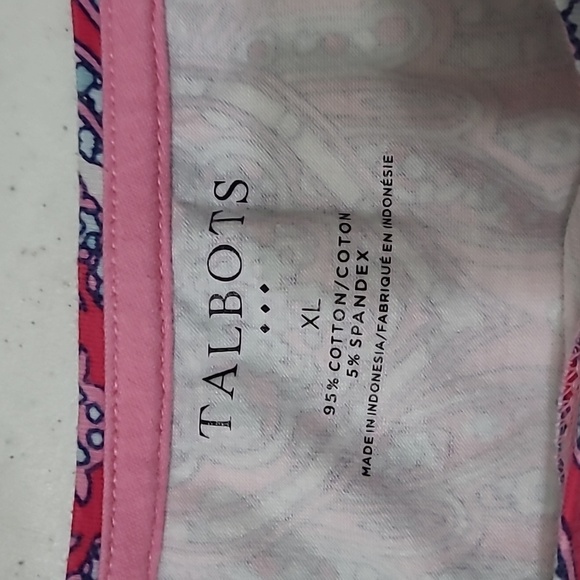 TALBOTS
XL
95% COTTON/COTON
5% SPANDEX
MADE IN INDONESIA/FABRIQUÉ EN INDONÉSIE